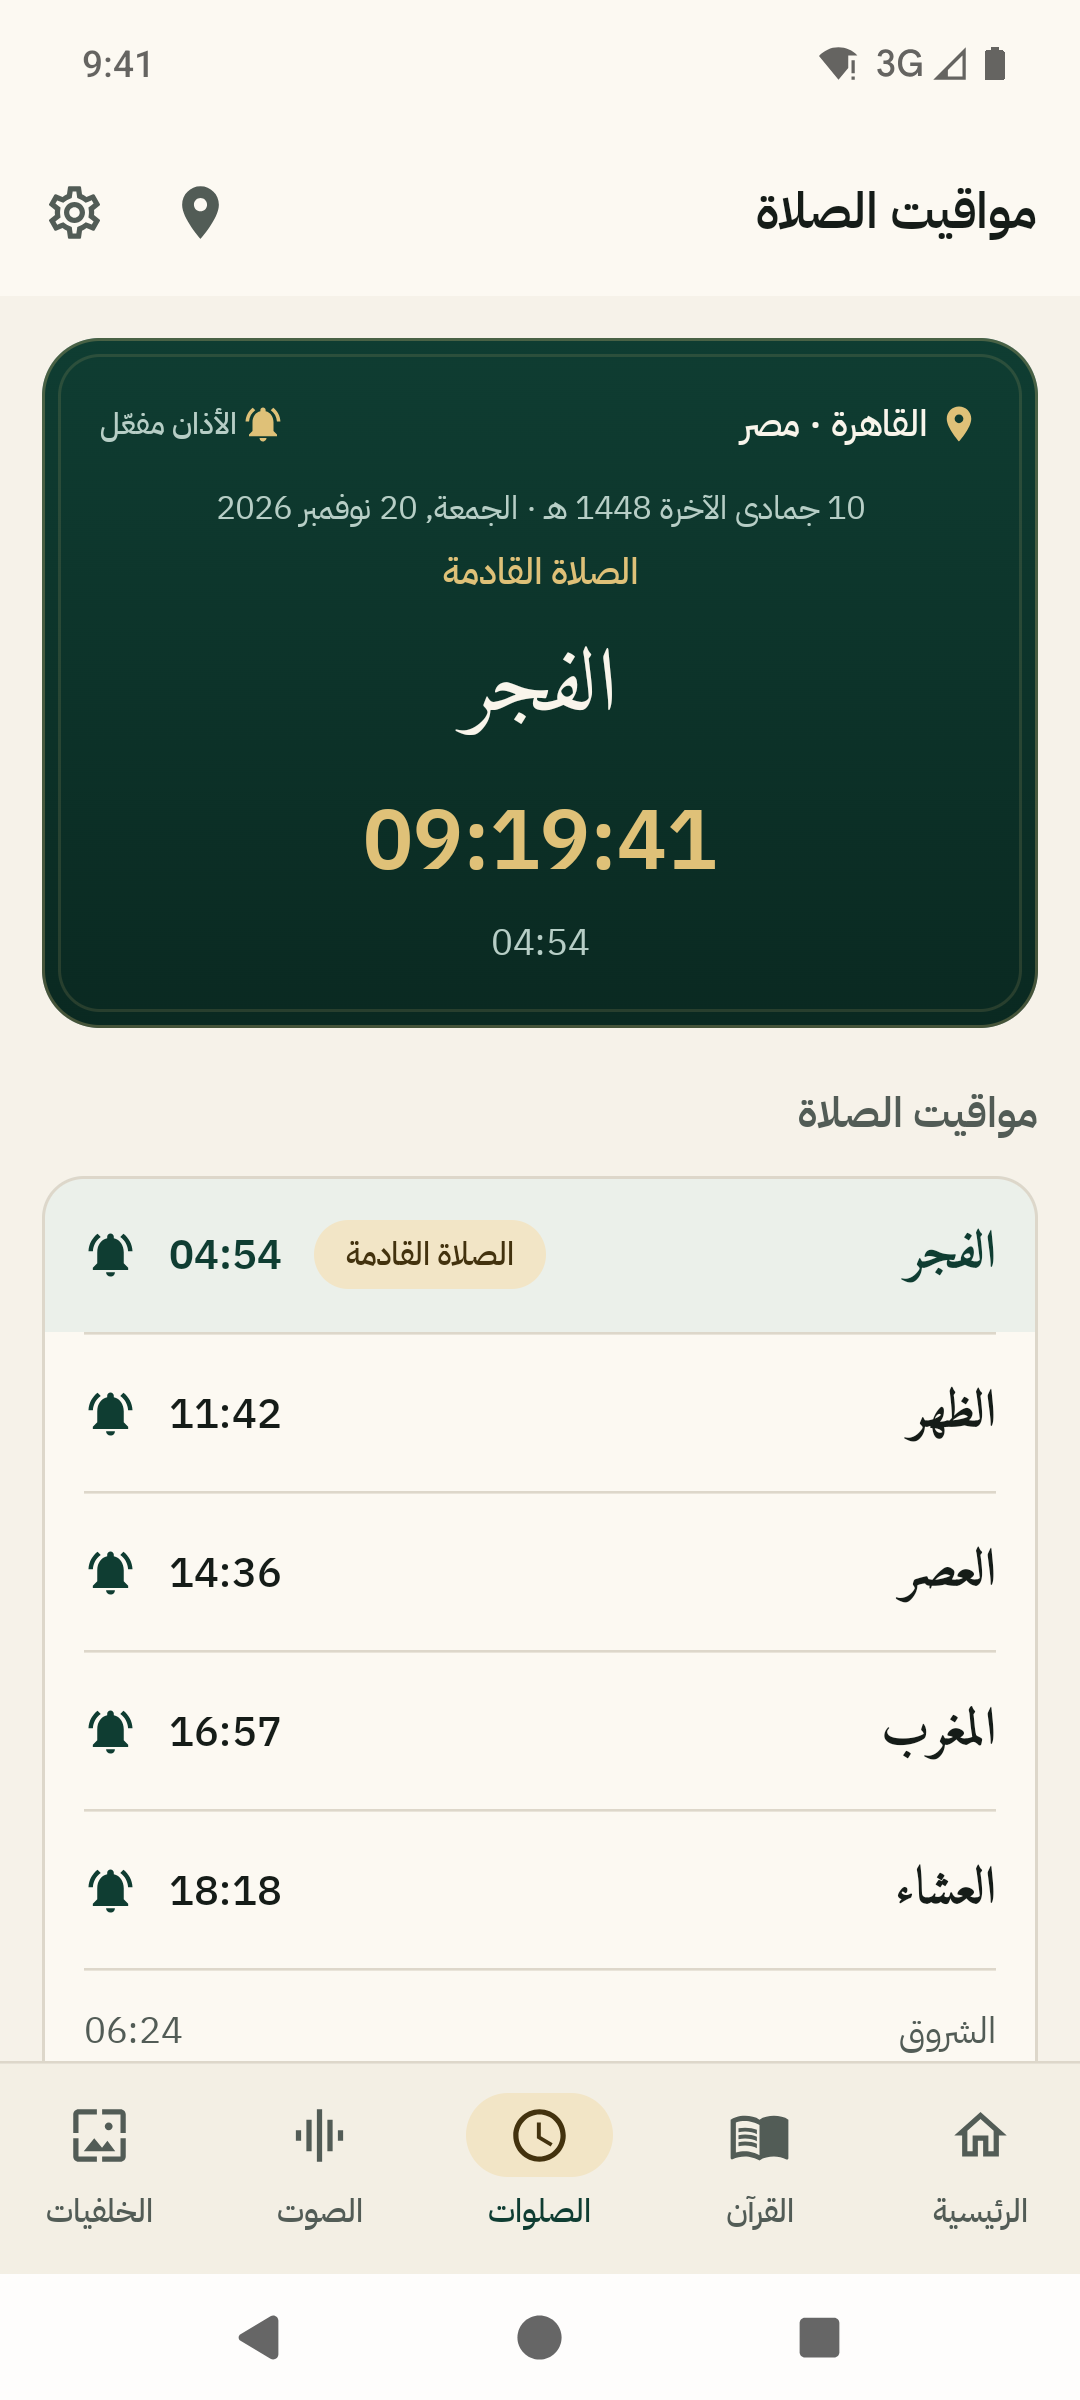 9:41
3G
مواقيت الصلاة
القاهرة · مصر
الأذان مفعّل
10 جمادى الآخرة 1448 هـ · الجمعة, 20 نوفمبر 2026
الصلاة القادمة
الفجر
09:19:41
04:54
مواقيت الصلاة
الفجر الصلاة القادمة 04:54
الظهر 11:42
العصر 14:36
المغرب 16:57
العشاء 18:18
الشروق 06:24
الرئيسية القرآن الصلوات الصوت الخلفيات